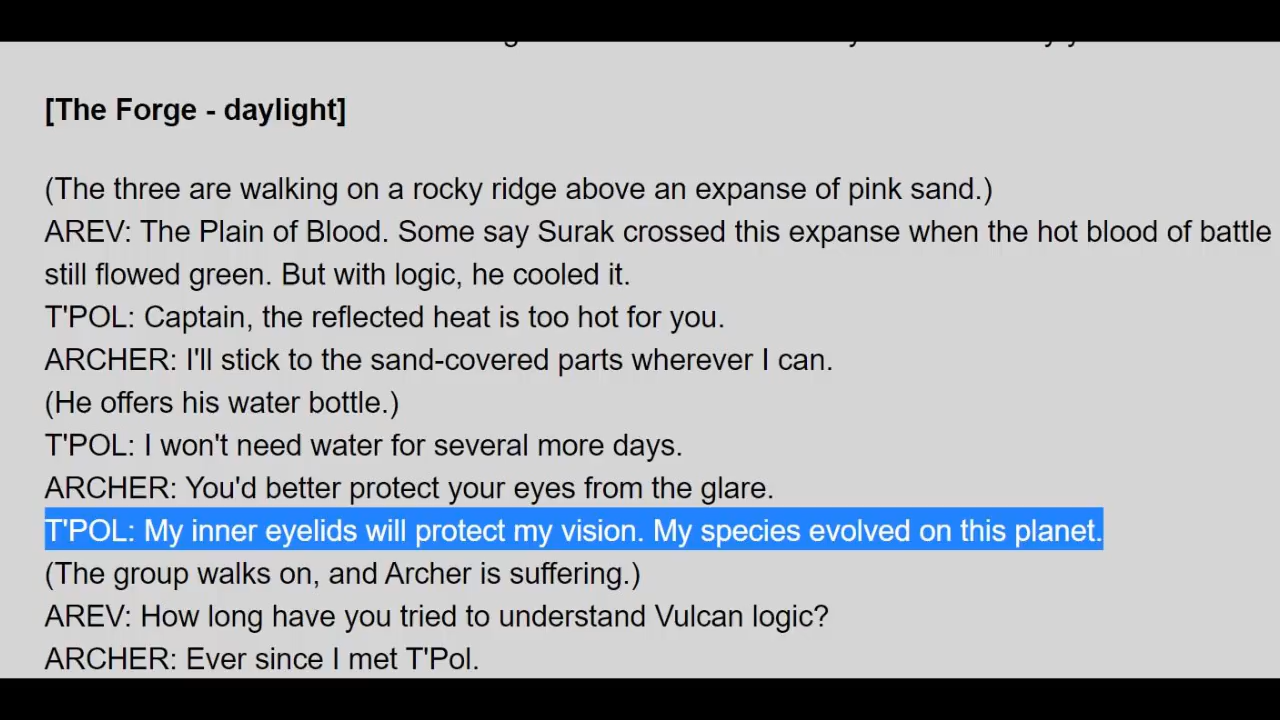 [The Forge - daylight]
(The three are walking on a rocky ridge above an expanse of pink sand.)
AREV: The Plain of Blood. Some say Surak crossed this expanse when the hot blood of battle
still flowed green. But with logic, he cooled it.
T'POL: Captain, the reflected heat is too hot for you.
ARCHER: I'll stick to the sand-covered parts wherever I can.
(He offers his water bottle.)
T'POL: I won't need water for several more days.
ARCHER: You'd better protect your eyes from the glare.
T'POL: My inner eyelids will protect my vision. My species evolved on this planet.
(The group walks on, and Archer is suffering.)
AREV: How long have you tried to understand Vulcan logic?
ARCHER: Ever since I met T'Pol.